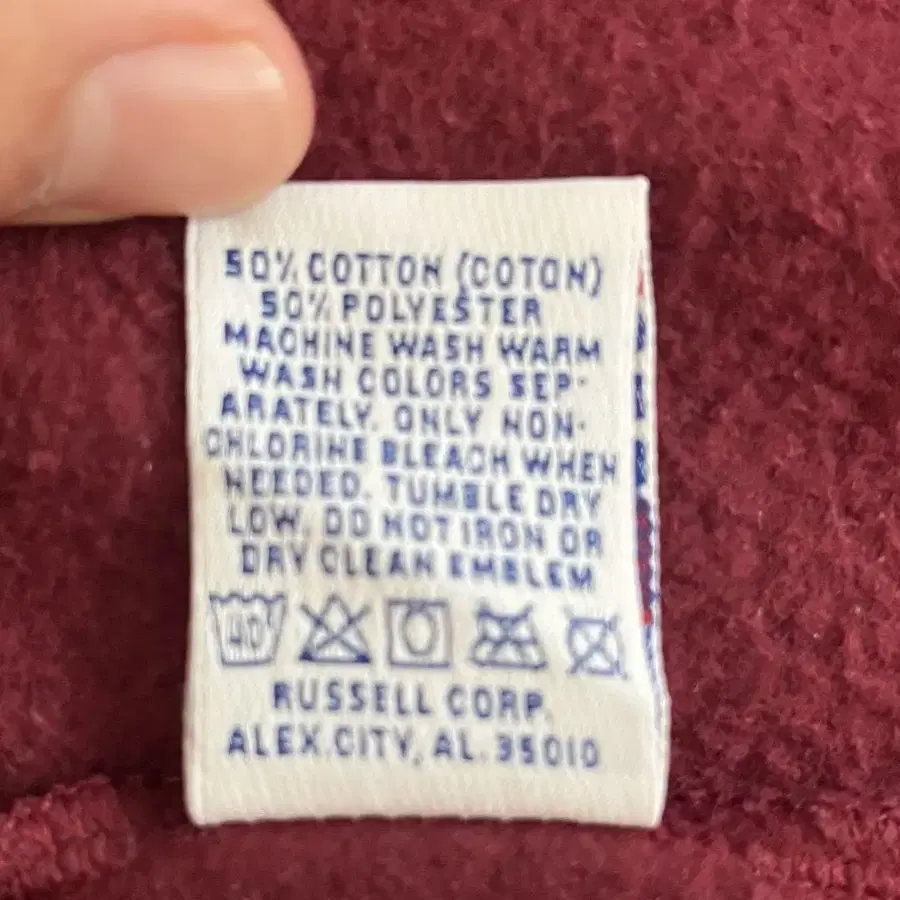 50% COTTON (COTON)
50% POLYESTER
MACHINE WASH WARM
WASH COLORS SEP-
ARATELY. ONLY NON-
CHLORINE BLEACH WHEN
NEEDED. TUMBLE DRY
LOW. DO NOT IRON OR
DRY CLEAN EMBLEM
40°
RUSSELL CORP.
ALEX.CITY, AL. 35010